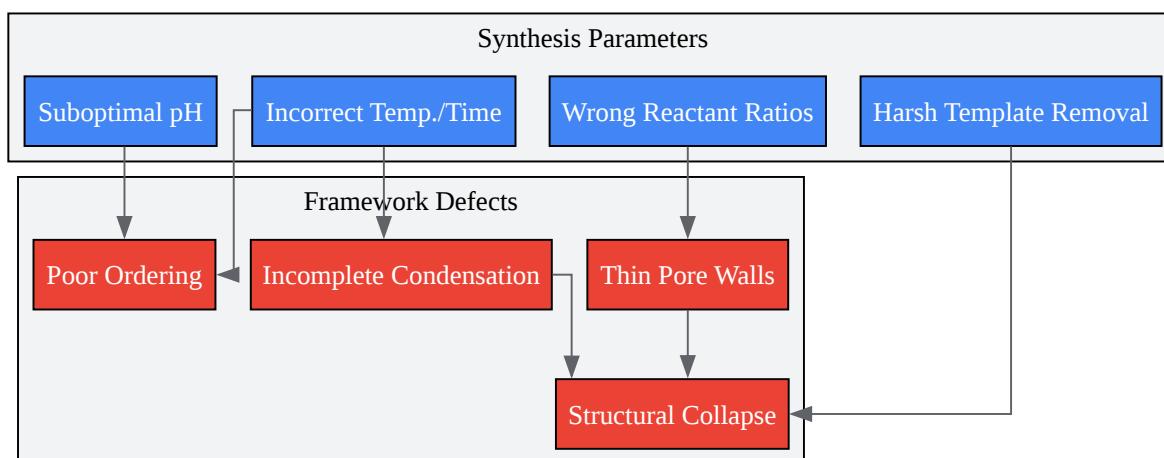 Synthesis Parameters
Suboptimal pH
Incorrect Temp./Time
Wrong Reactant Ratios
Harsh Template Removal
Framework Defects
Poor Ordering
Incomplete Condensation
Thin Pore Walls
Structural Collapse